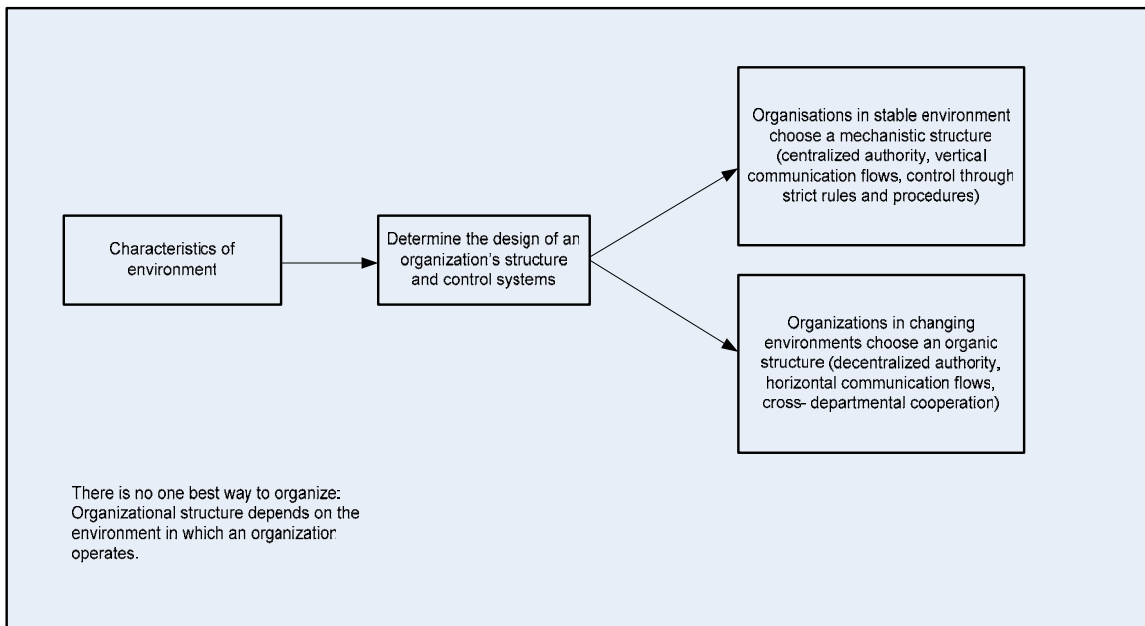 Characteristics of
environment
Determine the design of an
organization's structure
and control systems
Organisations in stable environment
choose a mechanistic structure
(centralized authority, vertical
communication flows, control through
strict rules and procedures)
Organizations in changing
environments choose an organic
structure (decentralized authority,
horizontal communication flows,
cross- departmental cooperation)
There is no one best way to organize:
Organizational structure depends on the
environment in which an organization
operates.